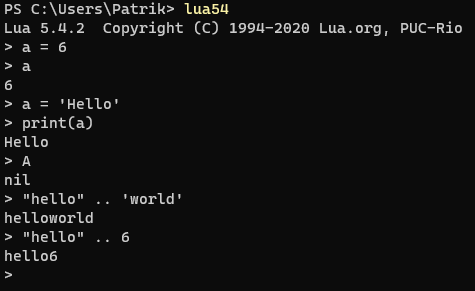 PS C:\Users\Patrik> lua54
Lua 5.4.2  Copyright (C) 1994-2020 Lua.org, PUC-Rio
> a = 6
> a
6
> a = 'Hello'
> print(a)
Hello
> A
nil
> "hello" .. 'world'
helloworld
> "hello" .. 6
hello6
>